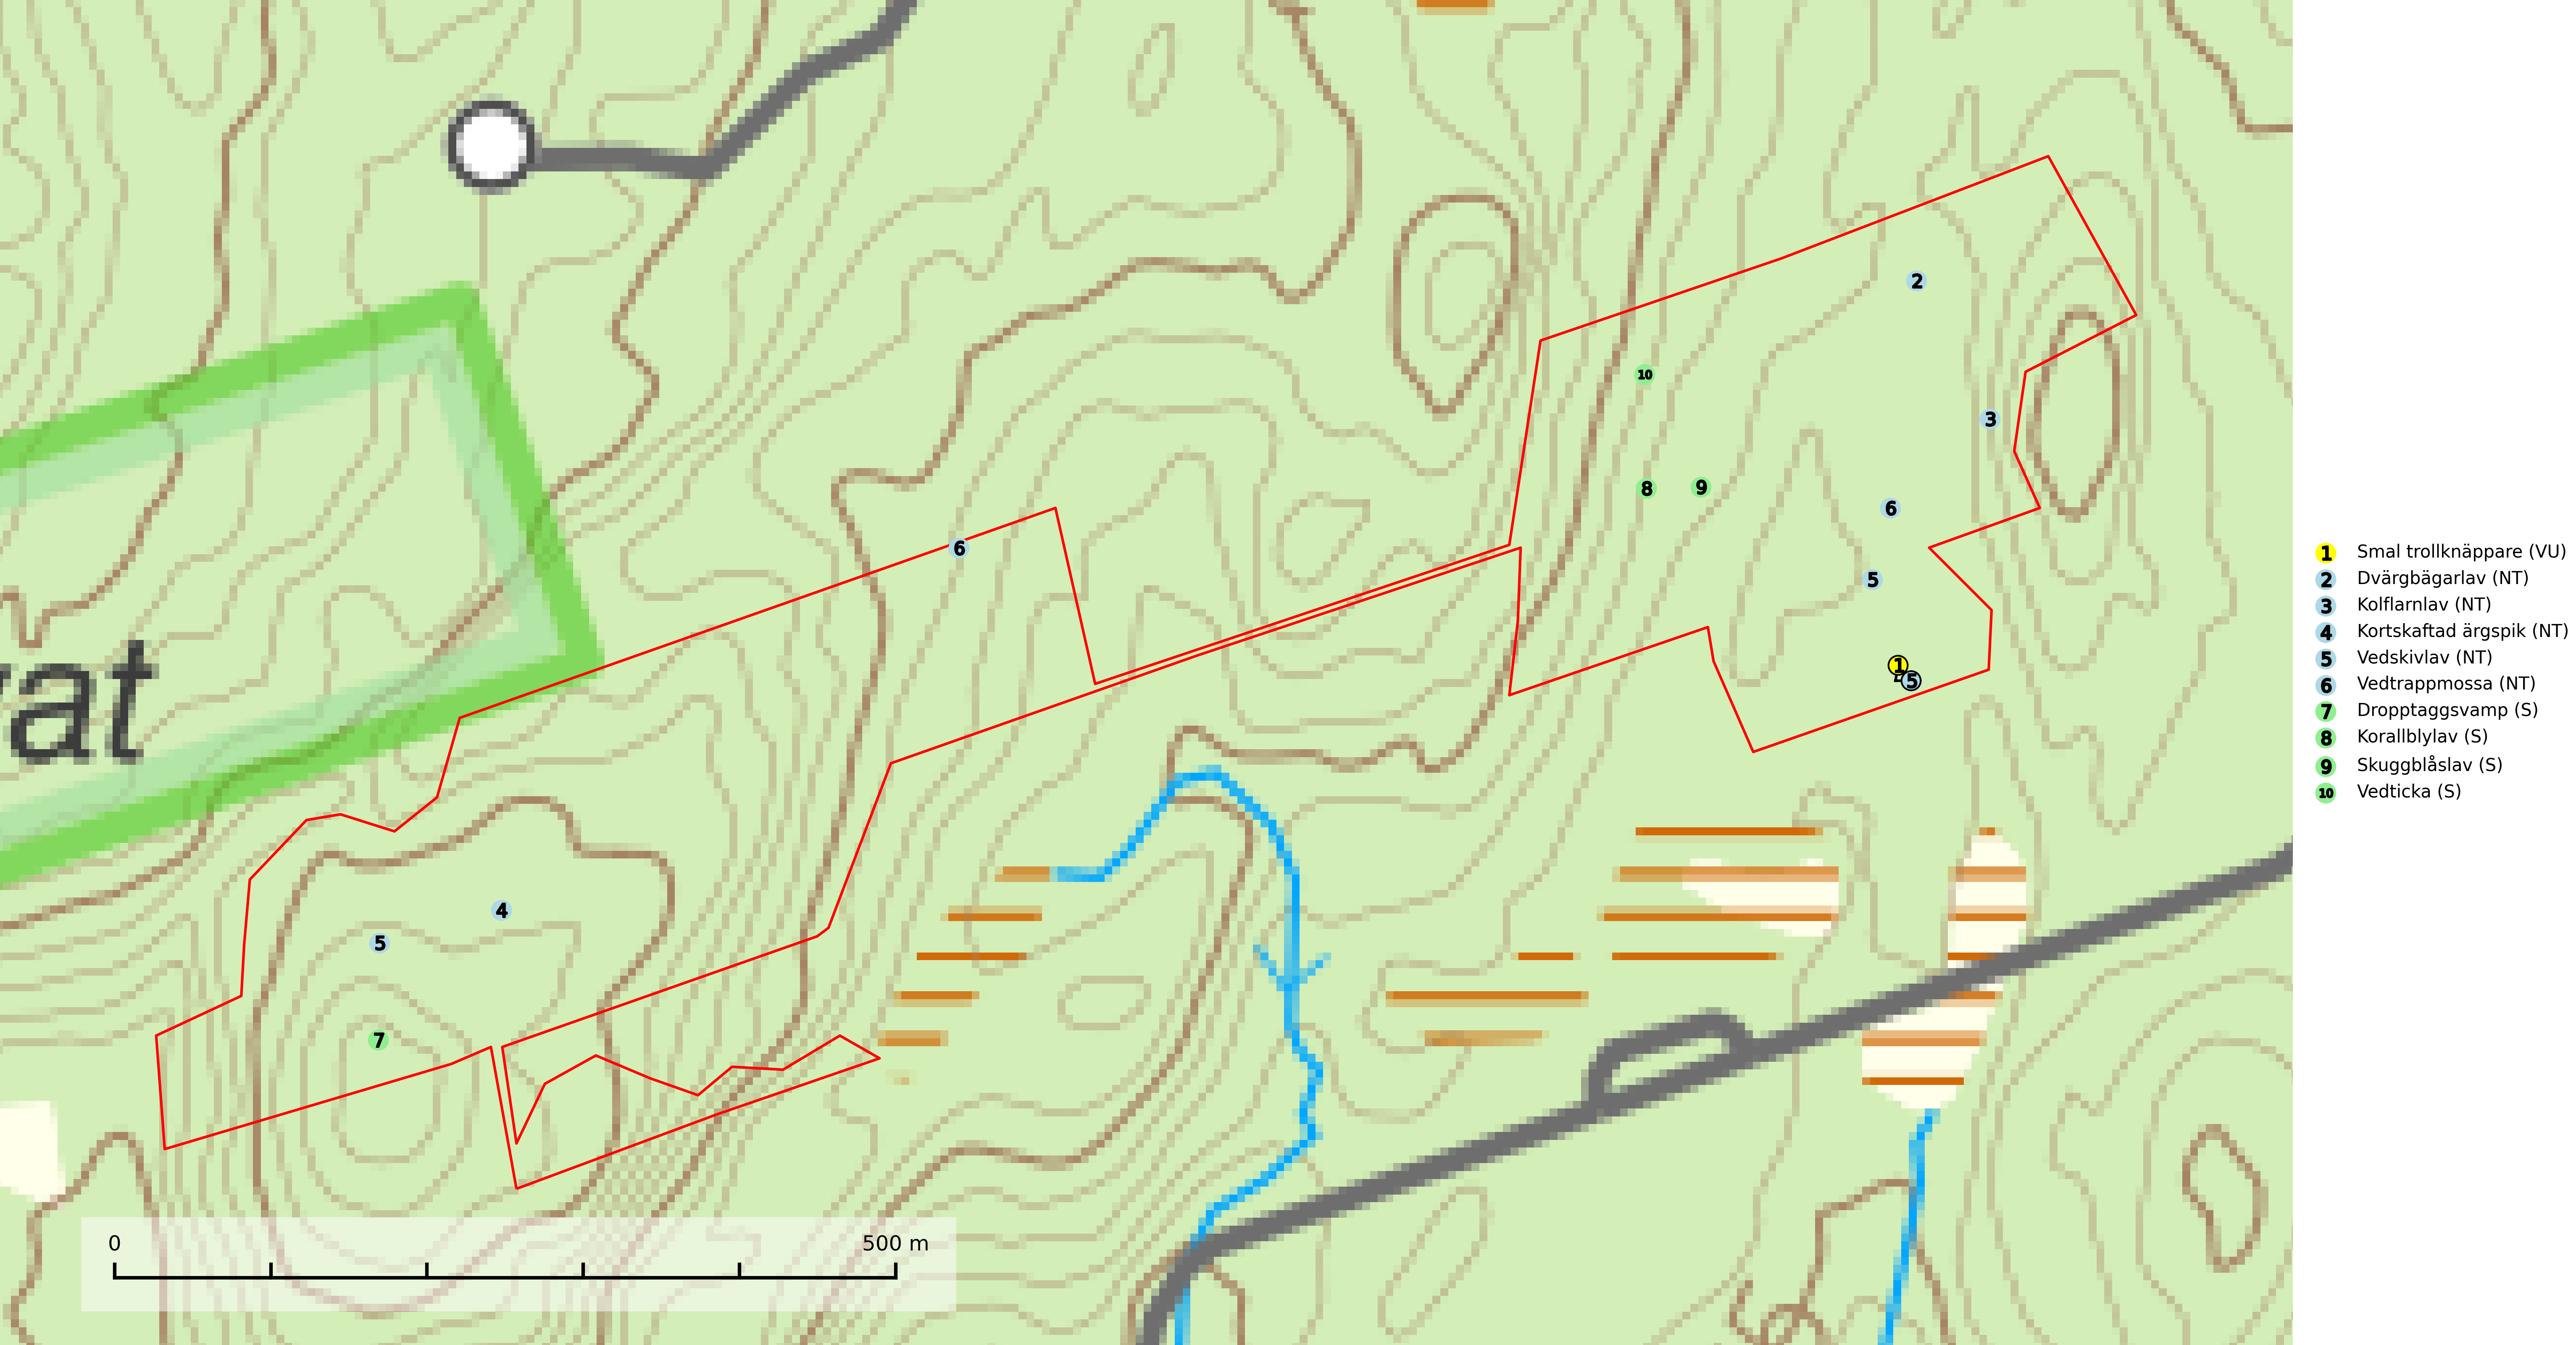 2
10
3
8
9
6
6
5
1
5
at
4
5
7
0 500 m
1 Smal trollknäppare (VU)
2 Dvärgbägarlav (NT)
3 Kolflarnlav (NT)
4 Kortskaftad ärgspik (NT)
5 Vedskivlav (NT)
6 Vedtrappmossa (NT)
7 Dropptaggsvamp (S)
8 Korallblylav (S)
9 Skuggblåslav (S)
10 Vedticka (S)